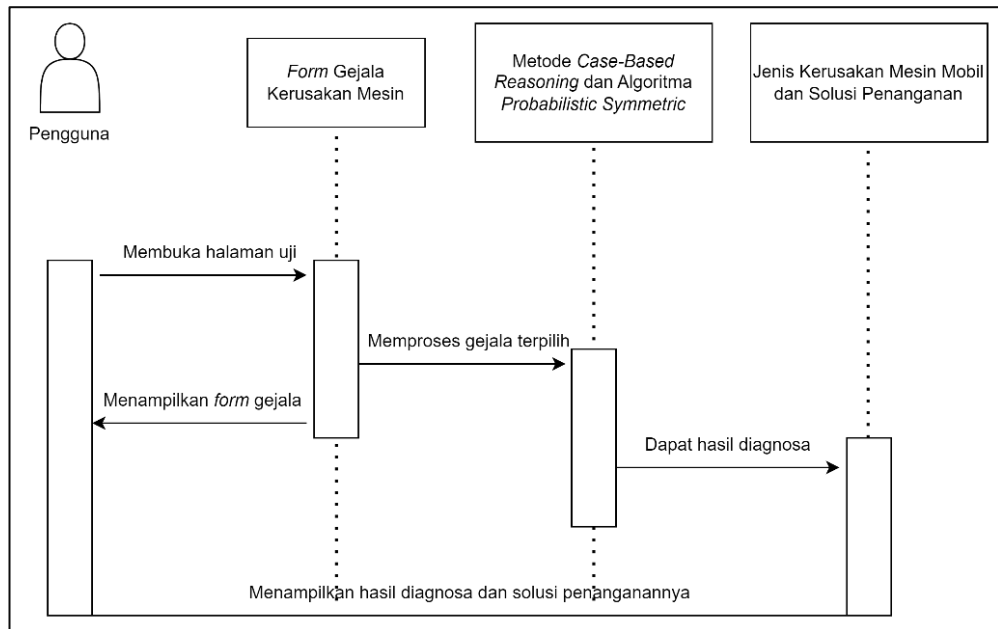 Pengguna
Form Gejala
Kerusakan Mesin
Metode Case-Based
Reasoning dan Algoritma
Probabilistic Symmetric
Jenis Kerusakan Mesin Mobil
dan Solusi Penanganan
Membuka halaman uji
Memproses gejala terpilih
Menampilkan form gejala
Dapat hasil diagnosa
Menampilkan hasil diagnosa dan solusi penanganannya